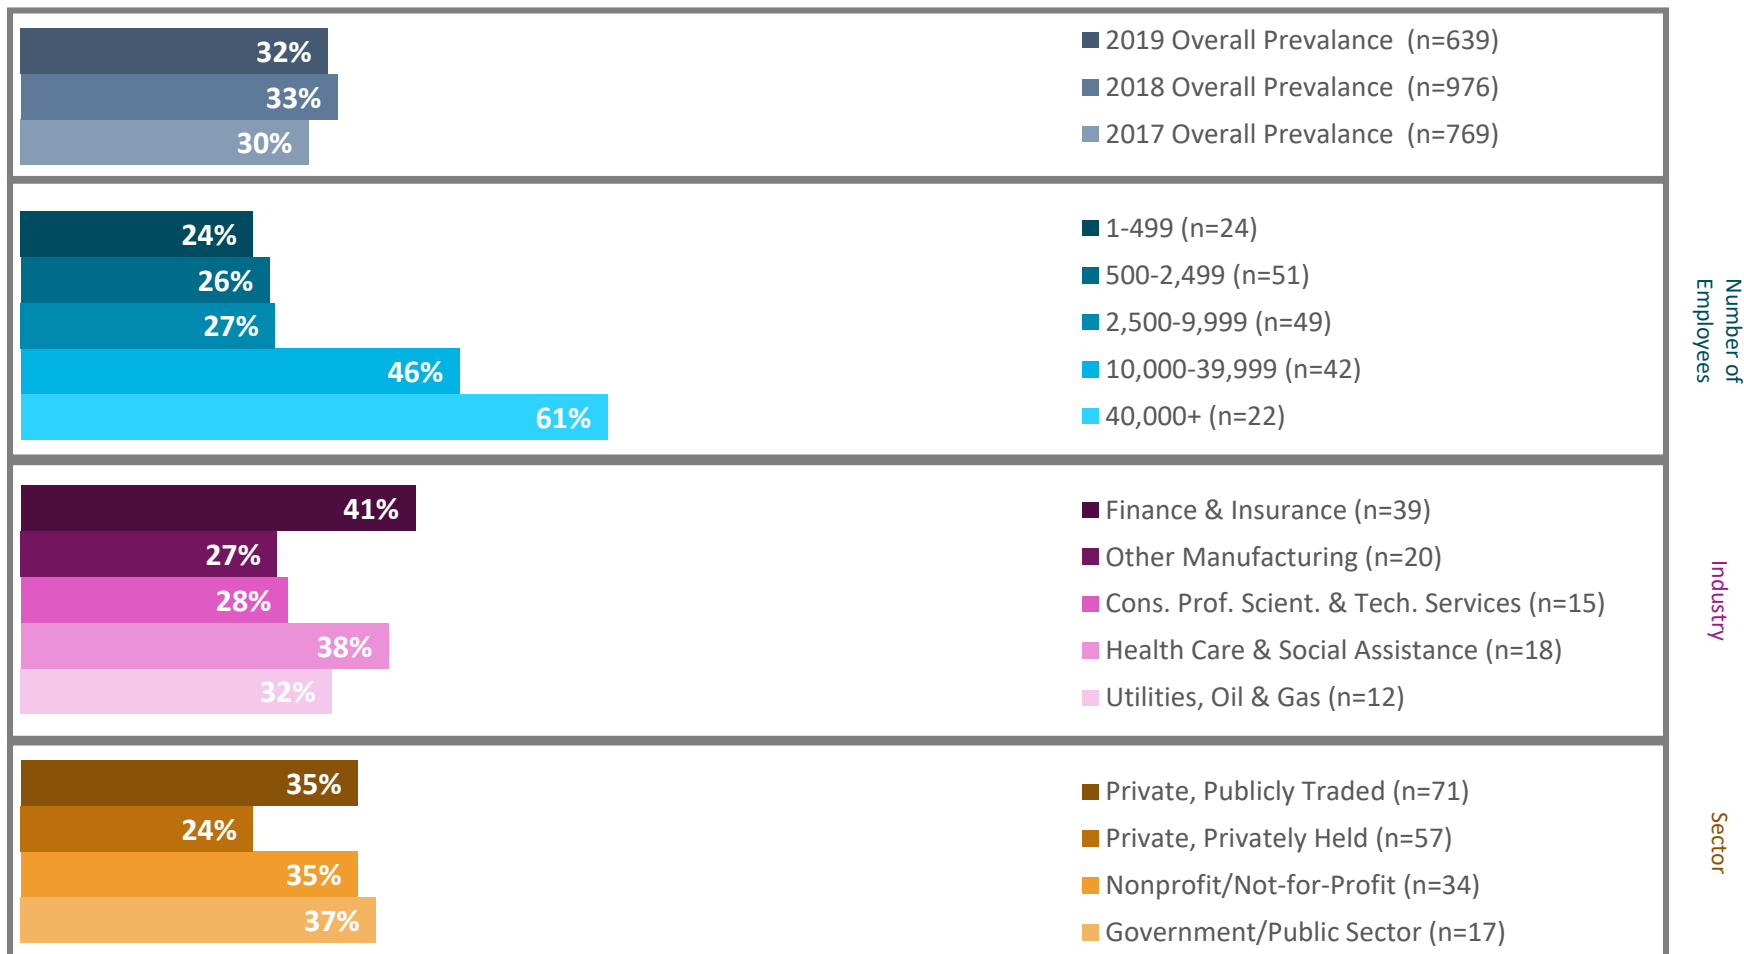 32%
33%
30%
2019 Overall Prevalance (n=639)
2018 Overall Prevalance (n=976)
2017 Overall Prevalance (n=769)
24%
26%
27%
46%
61%
1-499 (n=24)
500-2,499 (n=51)
2,500-9,999 (n=49)
10,000-39,999 (n=42)
40,000+ (n=22)
Number of
Employees
41%
27%
28%
38%
32%
Finance & Insurance (n=39)
Other Manufacturing (n=20)
Cons. Prof. Scient. & Tech. Services (n=15)
Health Care & Social Assistance (n=18)
Utilities, Oil & Gas (n=12)
Industry
35%
24%
35%
37%
Private, Publicly Traded (n=71)
Private, Privately Held (n=57)
Nonprofit/Not-for-Profit (n=34)
Government/Public Sector (n=17)
Sector